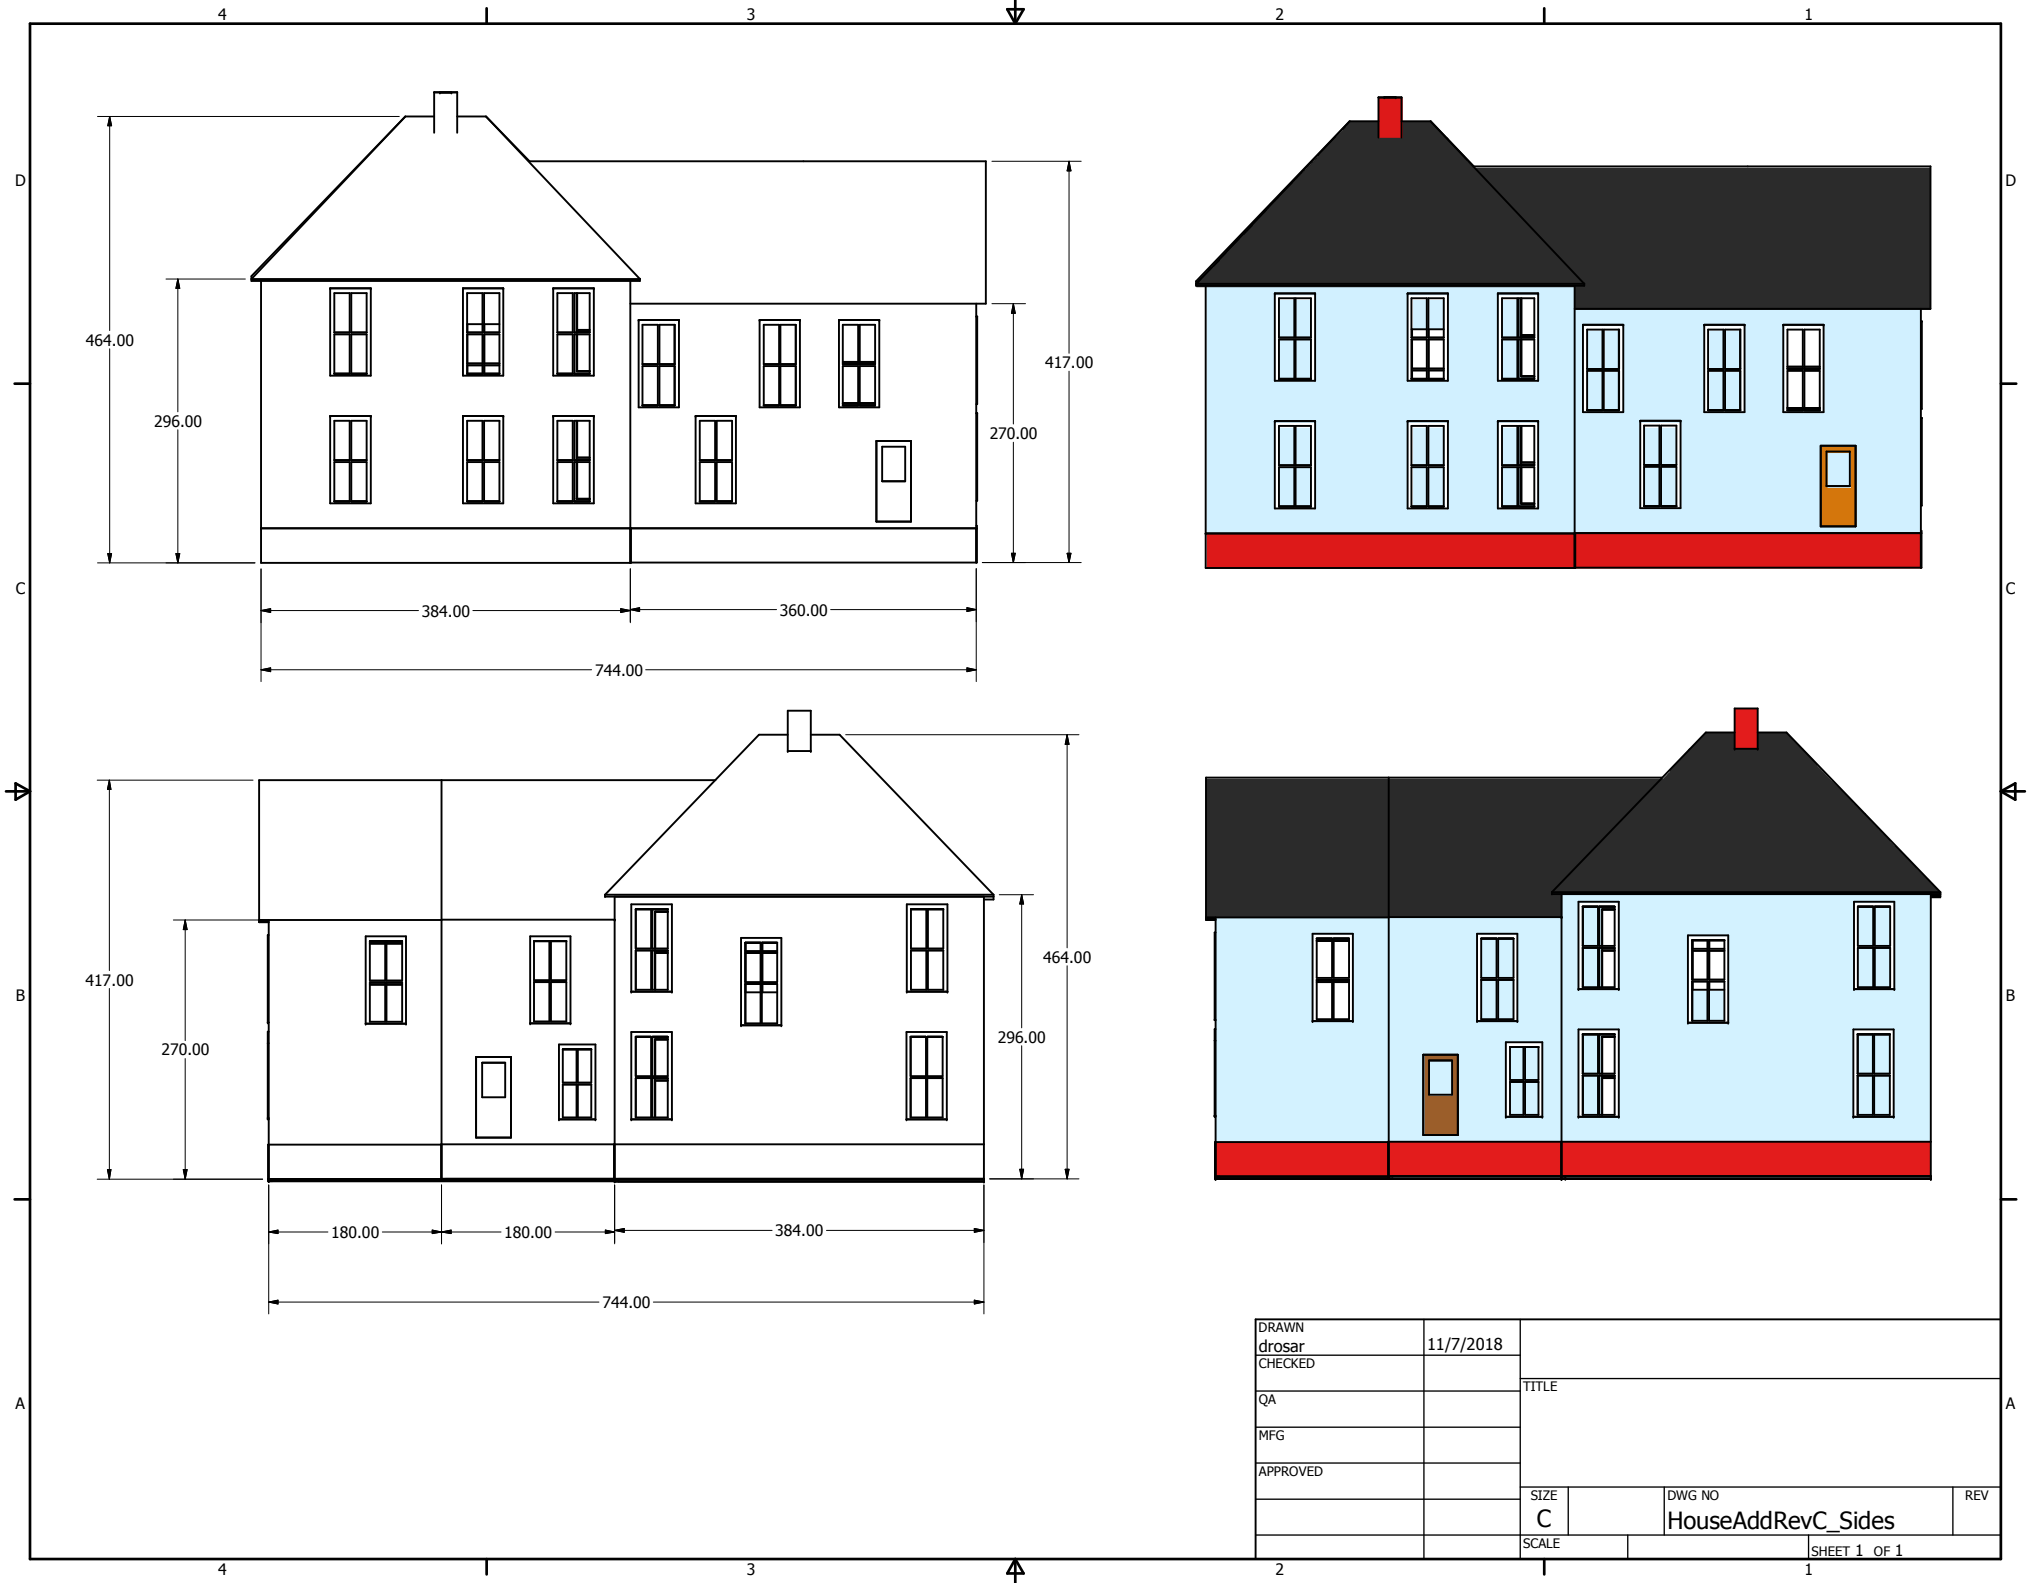 4 3 2 1
D D
464.00
296.00
417.00
270.00
C C
384.00 360.00
744.00
417.00
270.00
464.00
296.00
B B
180.00 180.00 384.00
744.00
DRAWN
drosar 11/7/2018
CHECKED
TITLE
QA
MFG
APPROVED
A A
SIZE DWG NO REV
C HouseAddRevC_Sides
SCALE
SHEET 1 OF 1
4 3 2 1